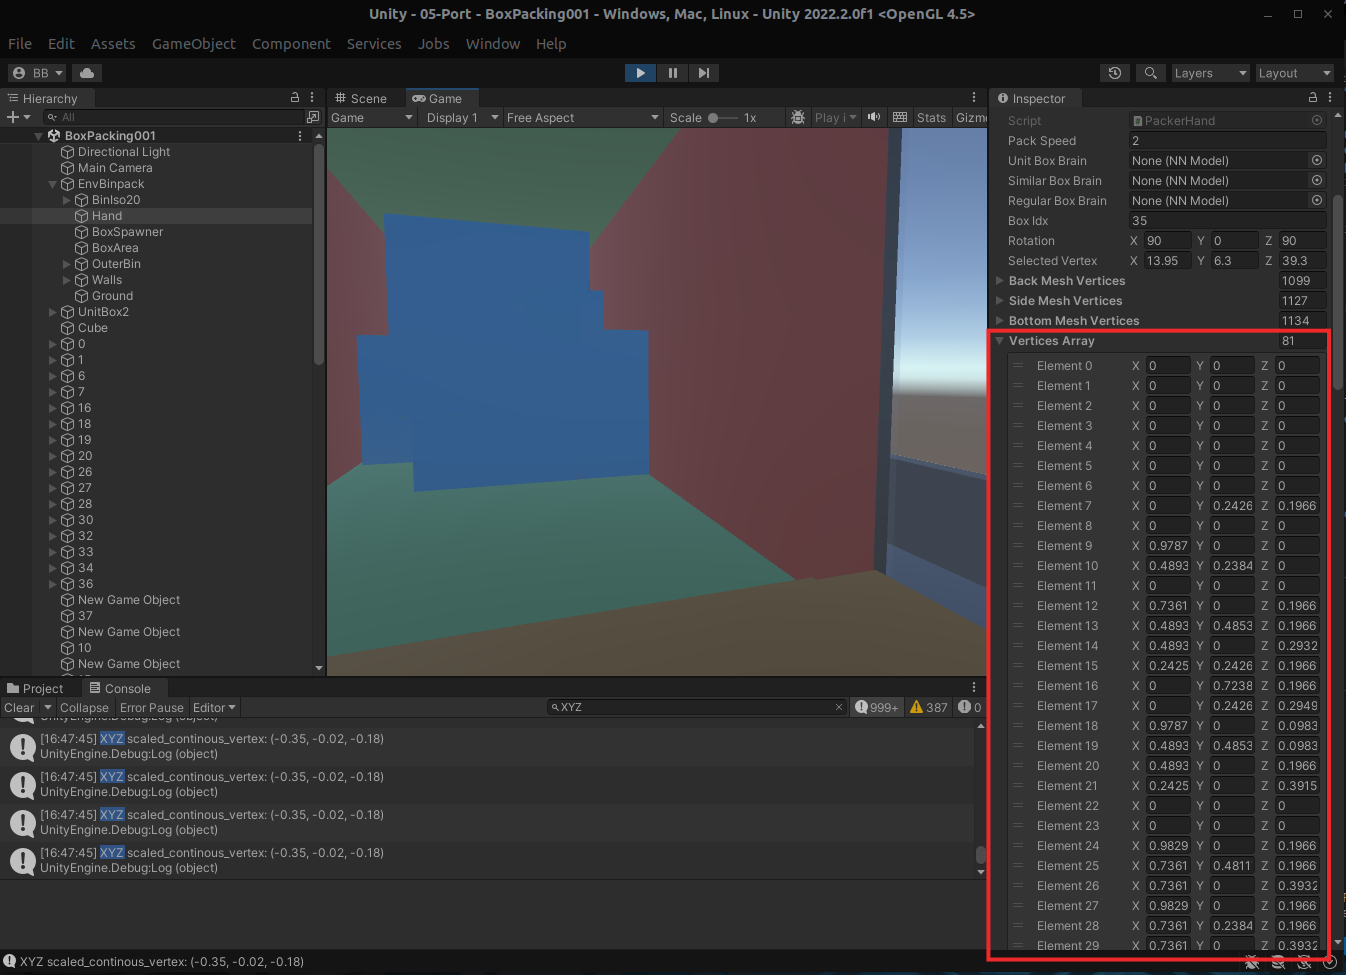 Unity - 05-Port - BoxPacking001 - Windows, Mac, Linux - Unity 2022.2.0f1 <OpenGL 4.5>
File Edit Assets GameObject Component Services Jobs Window Help
BB Layers Layout
Hierarchy
All
BoxPacking001
Directional Light
Main Camera
EnvBinpack
BinIso20
Hand
BoxSpawner
BoxArea
OuterBin
Walls
Ground
UnitBox2
Cube
0
1
6
7
16
18
19
20
26
27
28
30
32
33
34
36
New Game Object
37
New Game Object
10
New Game Object
Scene Game
Game Display 1 Free Aspect Scale 1x Play i Stats Gizm
Inspector
Script PackerHand
Pack Speed 2
Unit Box Brain None (NN Model)
Similar Box Brain None (NN Model)
Regular Box Brain None (NN Model)
Box Idx 35
Rotation X 90 Y 0 Z 90
Selected Vertex X 13.95 Y 6.3 Z 39.3
Back Mesh Vertices 1099
Side Mesh Vertices 1127
Bottom Mesh Vertices 1134
Vertices Array 81
Element 0 X 0 Y 0 Z 0
Element 1 X 0 Y 0 Z 0
Element 2 X 0 Y 0 Z 0
Element 3 X 0 Y 0 Z 0
Element 4 X 0 Y 0 Z 0
Element 5 X 0 Y 0 Z 0
Element 6 X 0 Y 0 Z 0
Element 7 X 0 Y 0.2426 Z 0.1966
Element 8 X 0 Y 0 Z 0
Element 9 X 0.9787 Y 0 Z 0
Element 10 X 0.4893 Y 0.2384 Z 0
Element 11 X 0 Y 0 Z 0
Element 12 X 0.7361 Y 0 Z 0.1966
Element 13 X 0.4893 Y 0.4853 Z 0.1966
Element 14 X 0.4893 Y 0 Z 0.2932
Element 15 X 0.2425 Y 0.2426 Z 0.1966
Element 16 X 0 Y 0.7238 Z 0.1966
Element 17 X 0 Y 0.2426 Z 0.2949
Element 18 X 0.9787 Y 0 Z 0.0983
Element 19 X 0.4893 Y 0.4853 Z 0.0983
Element 20 X 0.4893 Y 0 Z 0.1966
Element 21 X 0.2425 Y 0 Z 0.3915
Element 22 X 0 Y 0 Z 0
Element 23 X 0 Y 0 Z 0
Element 24 X 0.9829 Y 0 Z 0.1966
Element 25 X 0.7361 Y 0.4811 Z 0.1966
Element 26 X 0.7361 Y 0 Z 0.3932
Element 27 X 0.9829 Y 0 Z 0.1966
Element 28 X 0.7361 Y 0.2384 Z 0.1966
Element 29 X 0.7361 Y 0 Z 0.3932
Project Console
Clear Collapse Error Pause Editor XYZ 999+ 387 0
UnityEngine.Debug:Log (object)
[16:47:45] XYZ scaled_continous_vertex: (-0.35, -0.02, -0.18)
UnityEngine.Debug:Log (object)
[16:47:45] XYZ scaled_continous_vertex: (-0.35, -0.02, -0.18)
UnityEngine.Debug:Log (object)
[16:47:45] XYZ scaled_continous_vertex: (-0.35, -0.02, -0.18)
UnityEngine.Debug:Log (object)
[16:47:45] XYZ scaled_continous_vertex: (-0.35, -0.02, -0.18)
UnityEngine.Debug:Log (object)
XYZ scaled_continous_vertex: (-0.35, -0.02, -0.18)